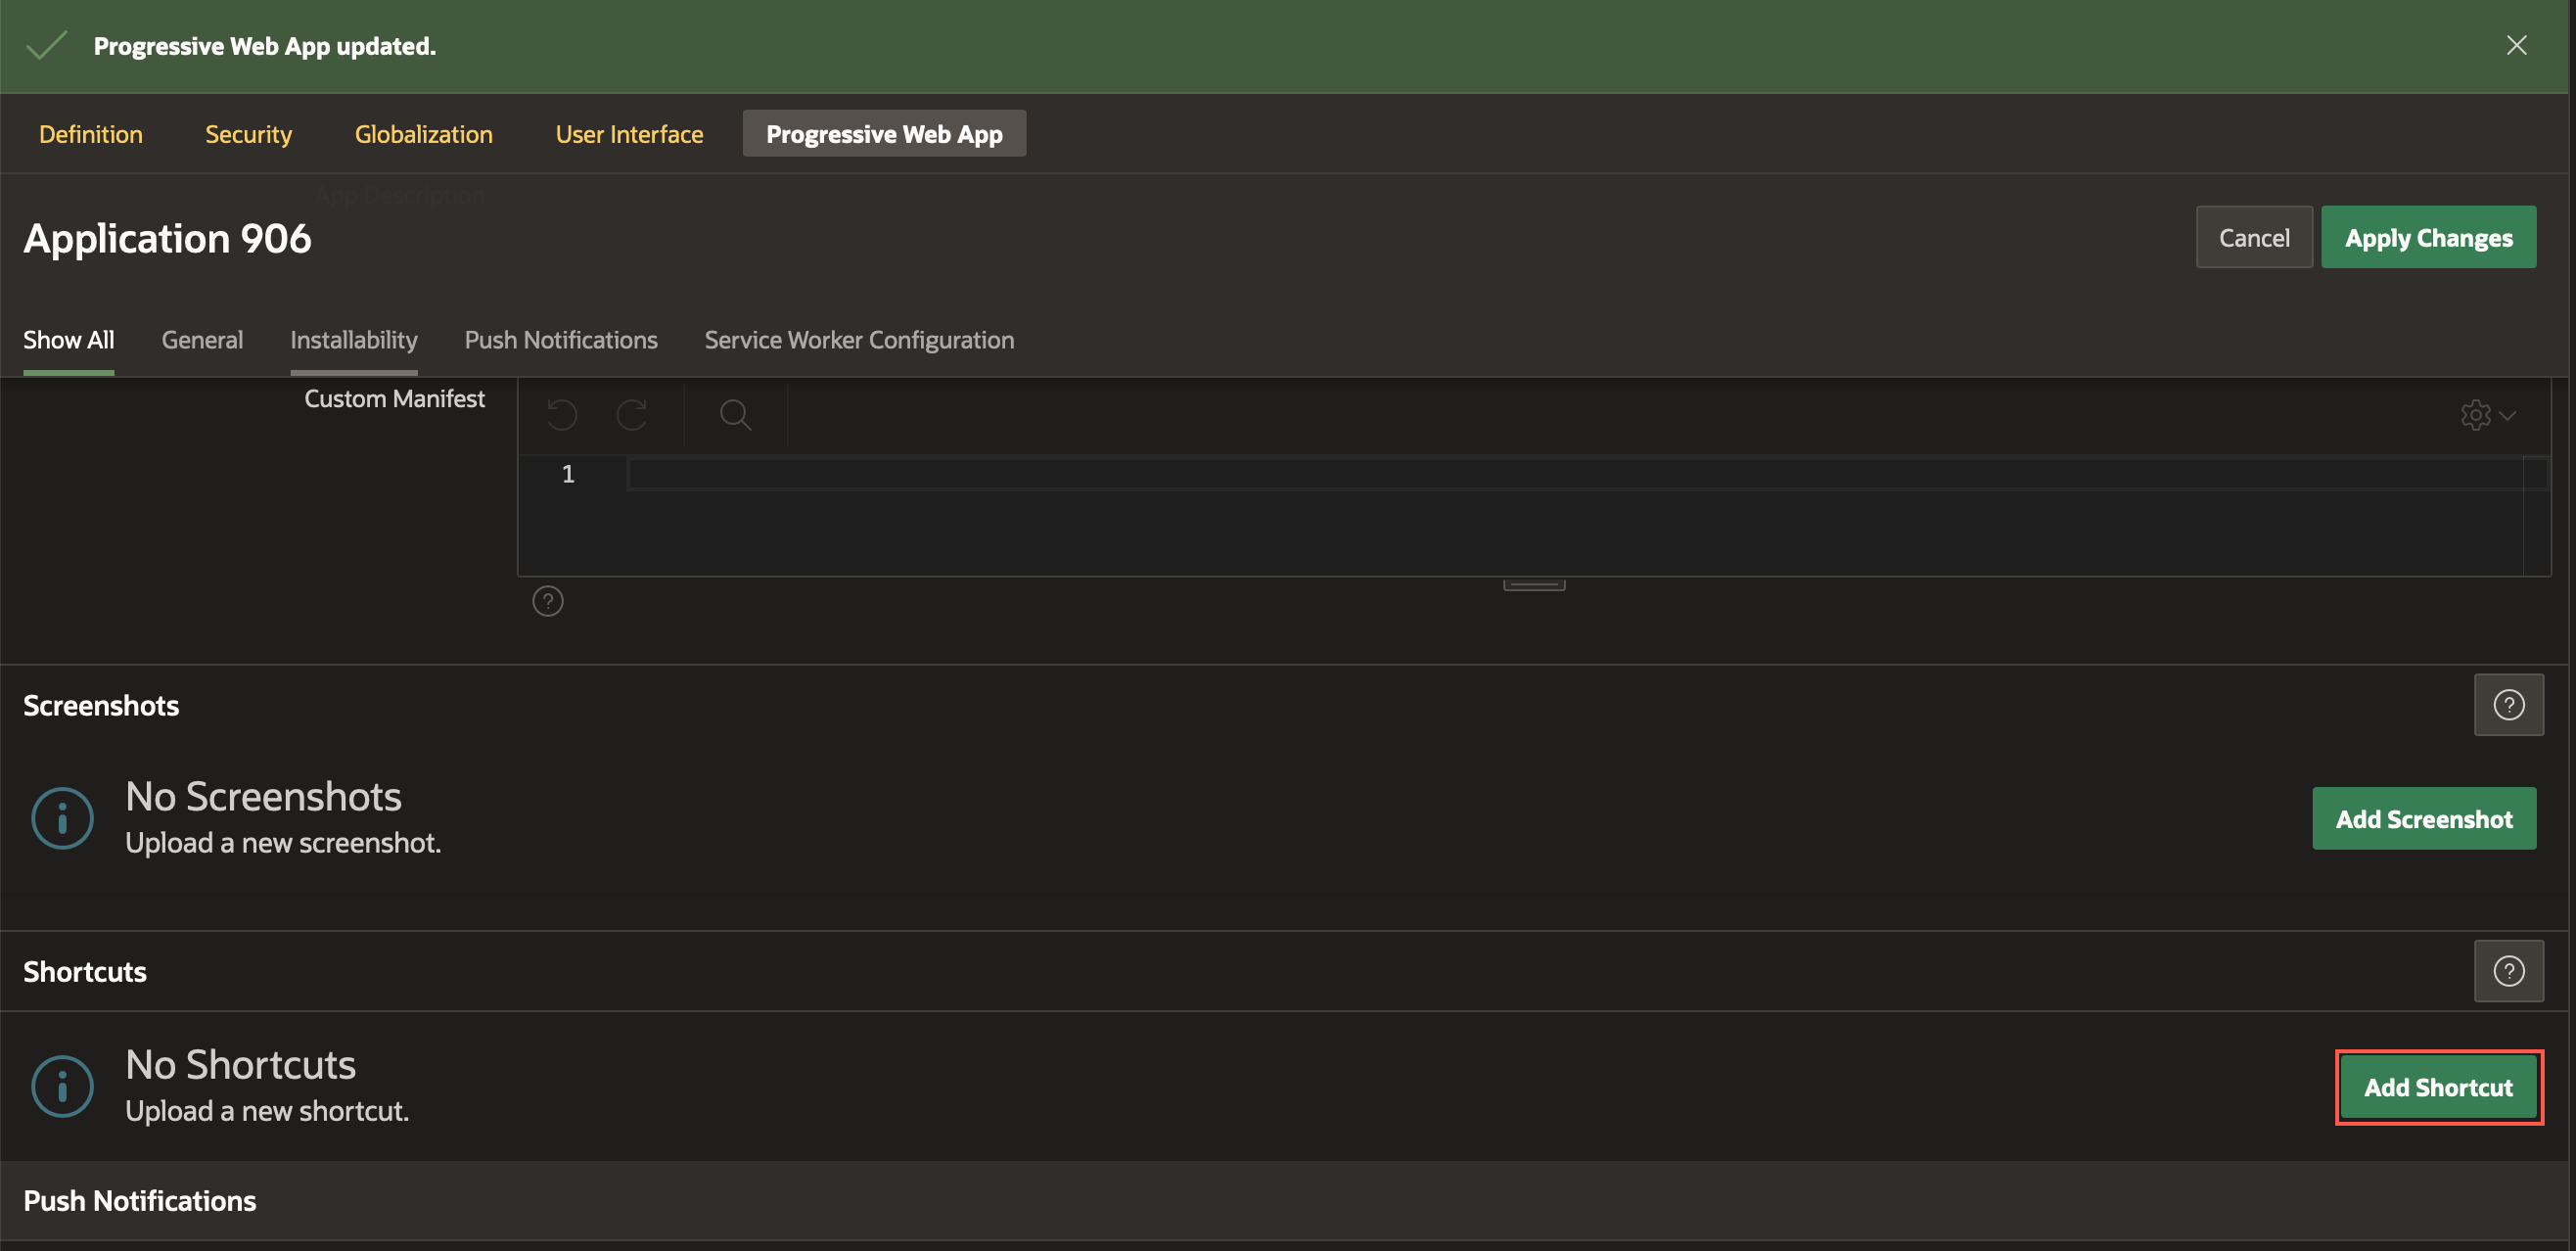 Progressive Web App updated.
Definition
Security
Globalization
User Interface
Progressive Web App
App Description
Application 906
Cancel
Apply Changes
Show All
General
Installability
Push Notifications
Service Worker Configuration
Custom Manifest
1
Screenshots
No Screenshots
Upload a new screenshot.
Add Screenshot
Shortcuts
No Shortcuts
Upload a new shortcut.
Add Shortcut
Push Notifications